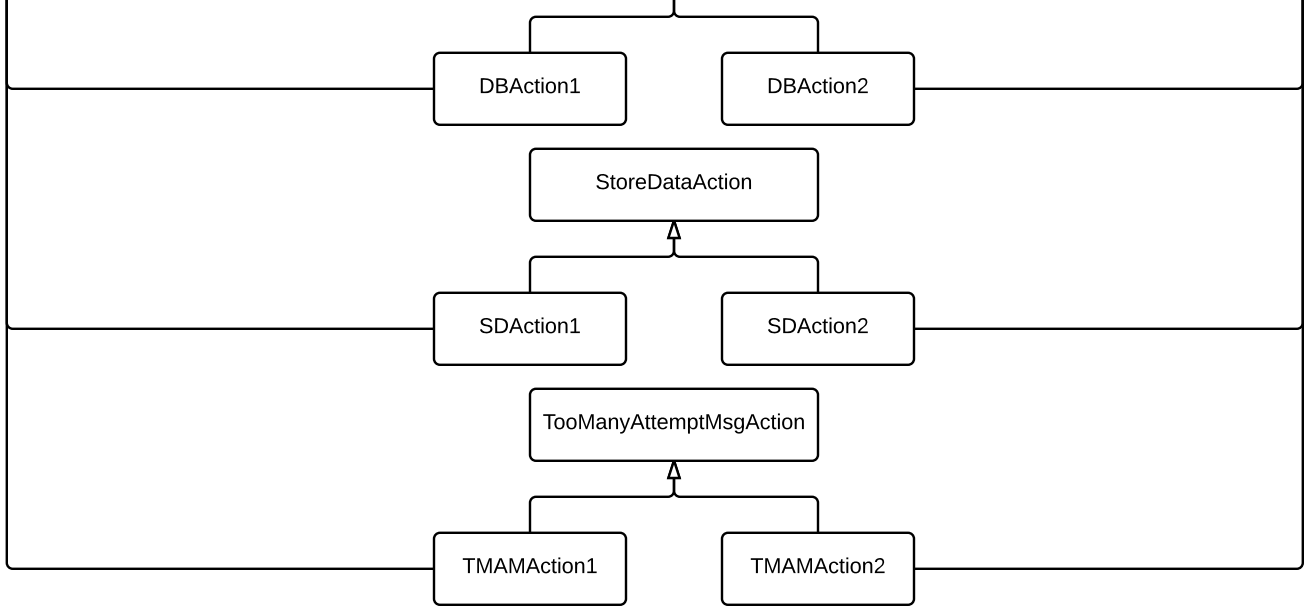 DBAction1
DBAction2
StoreDataAction
SDAction1
SDAction2
TooManyAttemptMsgAction
TMAMAction1
TMAMAction2